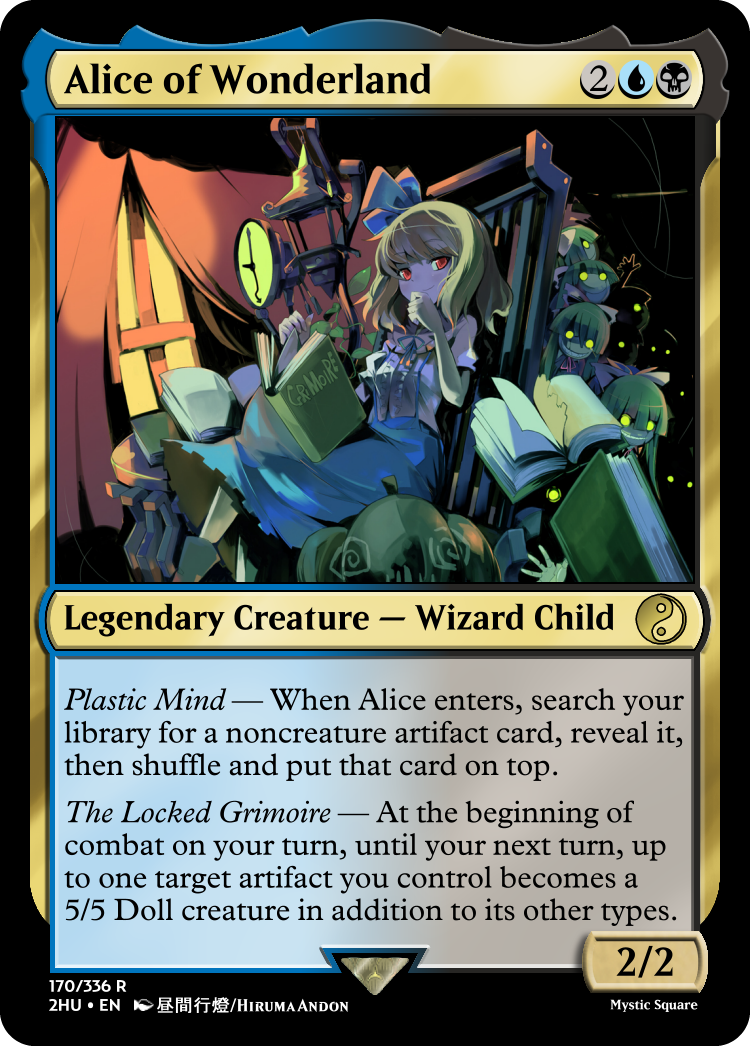 Alice of Wonderland 2
GRIMOIRE
Legendary Creature — Wizard Child
Plastic Mind — When Alice enters, search your
library for a noncreature artifact card, reveal it,
then shuffle and put that card on top.
The Locked Grimoire — At the beginning of
combat on your turn, until your next turn, up
to one target artifact you control becomes a
5/5 Doll creature in addition to its other types.
2/2
170/336 R
2HU • EN 昼間行燈/Hiruma Andon
Mystic Square